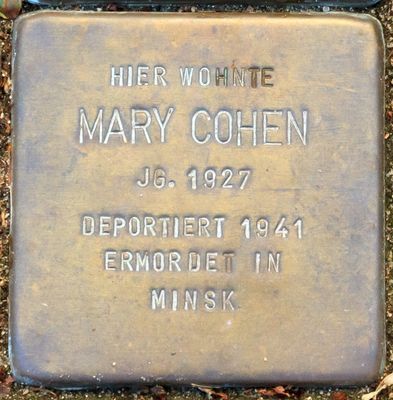 HIER WOHNTE
MARY COHEN
JG. 1927
DEPORTIERT 1941
ERMORDET IN
MINSK